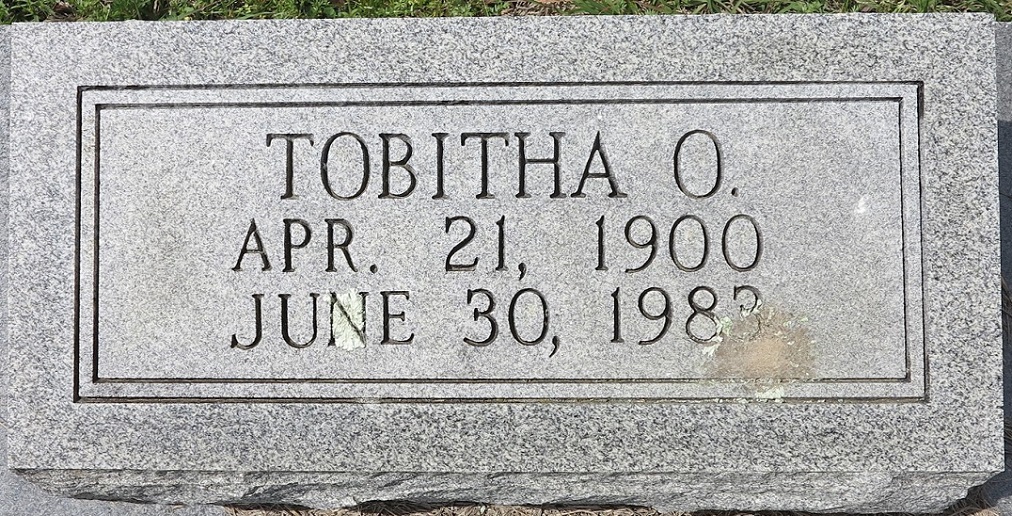 TOBITHA O.
APR. 21, 1900
JUNE 30,